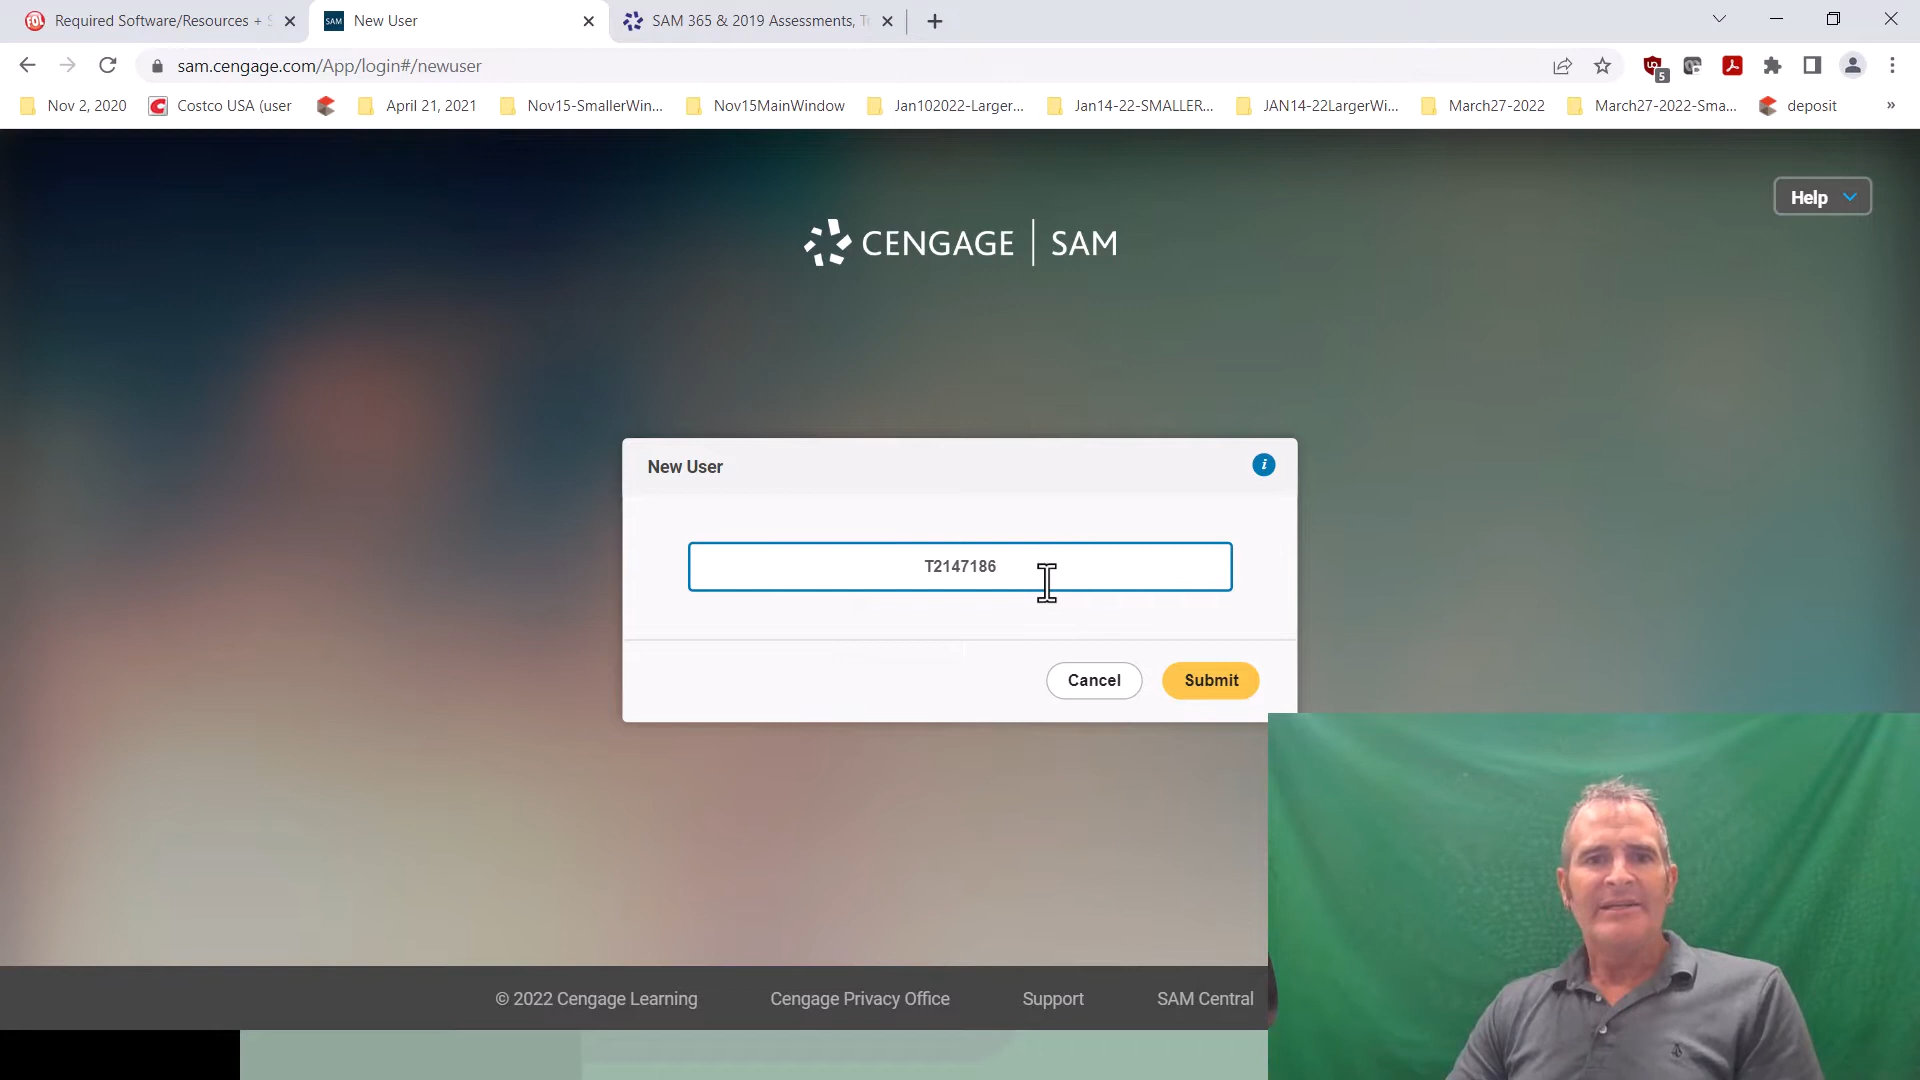 FOL Required Software/Resources + S
SAM New User
SAM 365 & 2019 Assessments, T
sam.cengage.com/App/login#/newuser
5
Nov 2, 2020
Costco USA (user
April 21, 2021
Nov15-SmallerWin...
Nov15MainWindow
Jan102022-Larger...
Jan14-22-SMALLER...
JAN14-22LargerWi...
March27-2022
March27-2022-Sma...
deposit
»
Help
CENGAGE | SAM
New User
i
T2147186
Cancel
Submit
© 2022 Cengage Learning
Cengage Privacy Office
Support
SAM Central